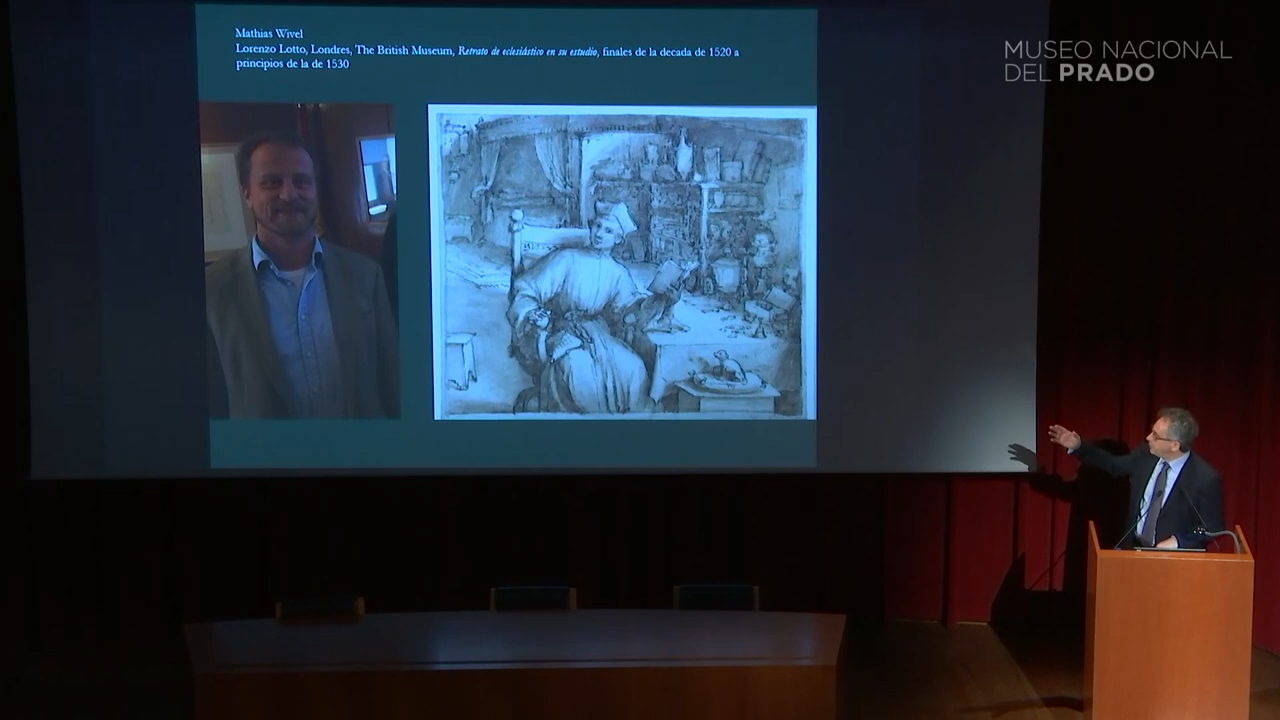 Mathias Wivel
Lorenzo Lotto, Londres, The British Museum, Retrato de eclesiástico en su estudio, finales de la decada de 1520 a
principios de la de 1530
MUSEO NACIONAL
DEL PRADO